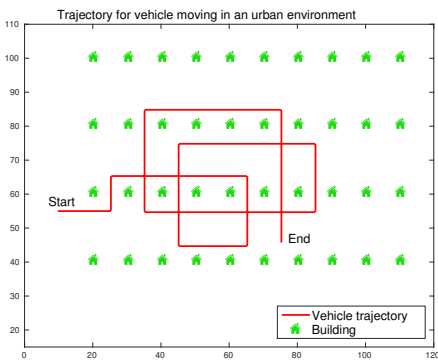 Trajectory for vehicle moving in an urban environment
110
100
90
80
70
60
50
40
30
20
Start
End
Vehicle trajectory
Building
0 20 40 60 80 100 120